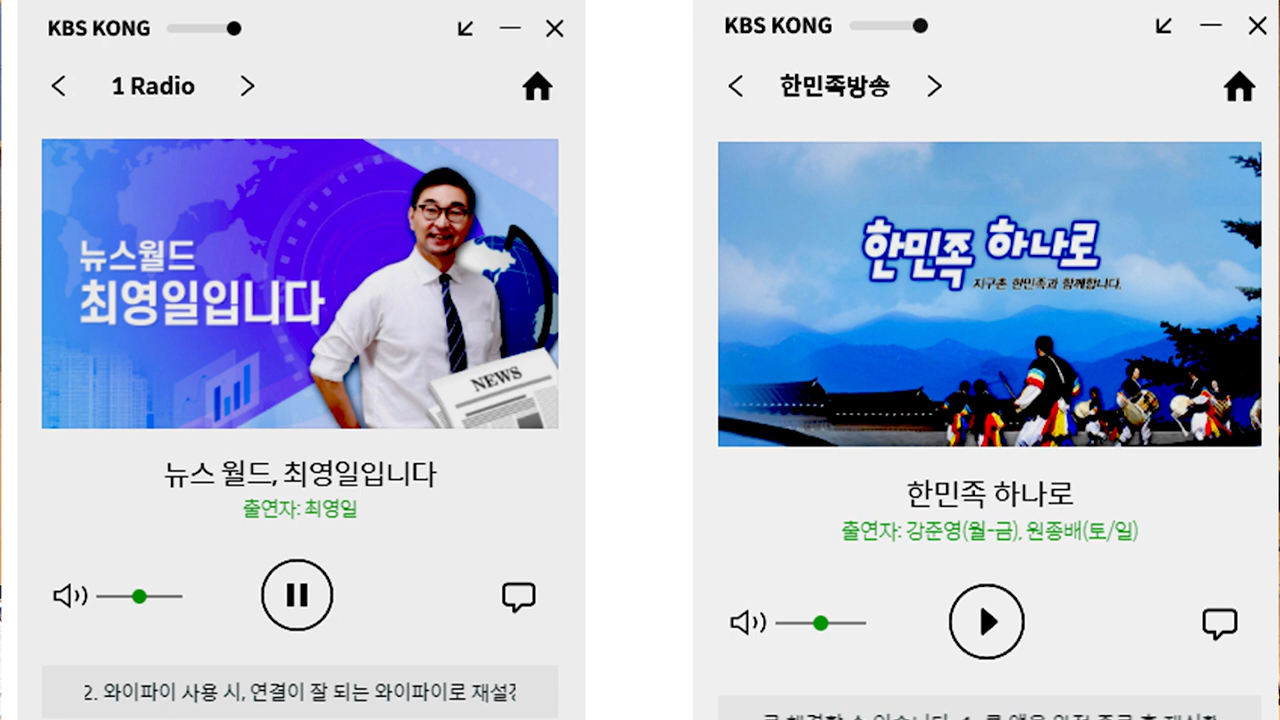 KBS KONG
1 Radio
뉴스월드
최영일입니다
NEWS
뉴스 월드, 최영일입니다
출연자: 최영일
2. 와이파이 사용 시, 연결이 잘 되는 와이파이로 재설정
KBS KONG
한민족방송
한민족 하나로
지구촌 한민족과 함께합니다.
한민족 하나로
출연자: 강준영(월-금), 원종배(토/일)